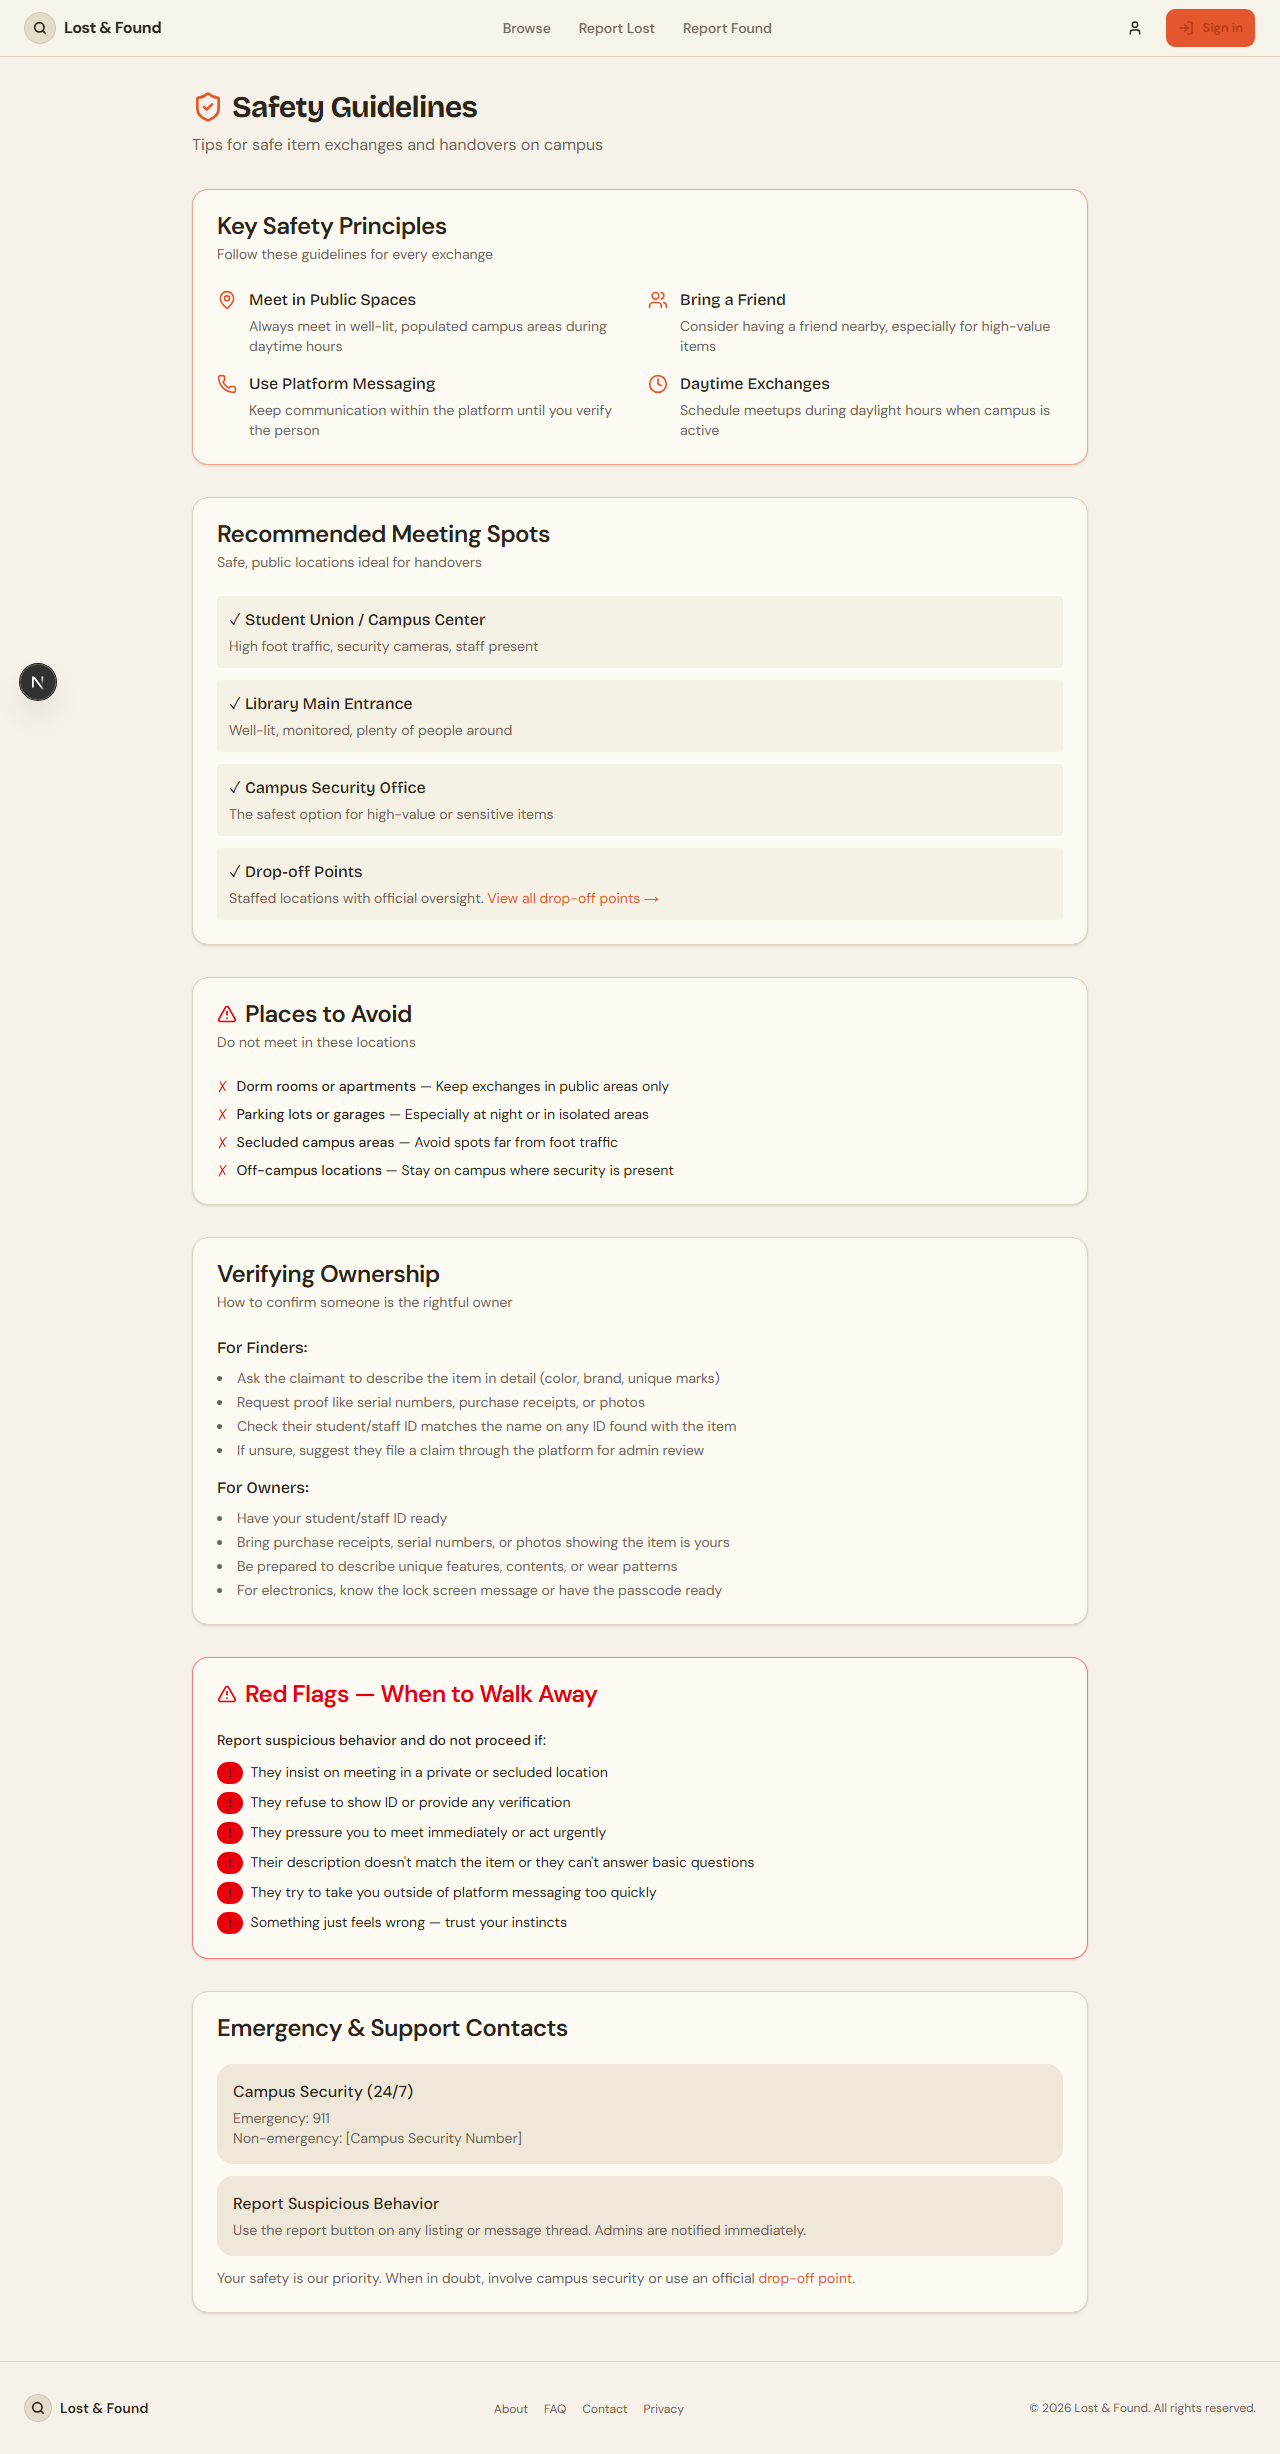 Lost & Found
Browse
Report Lost
Report Found
Sign in
Safety Guidelines
Tips for safe item exchanges and handovers on campus
Key Safety Principles
Follow these guidelines for every exchange
Meet in Public Spaces
Always meet in well-lit, populated campus areas during
daytime hours
Bring a Friend
Consider having a friend nearby, especially for high-value
items
Use Platform Messaging
Keep communication within the platform until you verify
the person
Daytime Exchanges
Schedule meetups during daylight hours when campus is
active
Recommended Meeting Spots
Safe, public locations ideal for handovers
✓ Student Union / Campus Center
High foot traffic, security cameras, staff present
✓ Library Main Entrance
Well-lit, monitored, plenty of people around
✓ Campus Security Office
The safest option for high-value or sensitive items
✓ Drop-off Points
Staffed locations with official oversight. View all drop-off points →
N
Places to Avoid
Do not meet in these locations
✗ Dorm rooms or apartments — Keep exchanges in public areas only
✗ Parking lots or garages — Especially at night or in isolated areas
✗ Secluded campus areas — Avoid spots far from foot traffic
✗ Off-campus locations — Stay on campus where security is present
Verifying Ownership
How to confirm someone is the rightful owner
For Finders:
• Ask the claimant to describe the item in detail (color, brand, unique marks)
• Request proof like serial numbers, purchase receipts, or photos
• Check their student/staff ID matches the name on any ID found with the item
• If unsure, suggest they file a claim through the platform for admin review
For Owners:
• Have your student/staff ID ready
• Bring purchase receipts, serial numbers, or photos showing the item is yours
• Be prepared to describe unique features, contents, or wear patterns
• For electronics, know the lock screen message or have the passcode ready
Red Flags — When to Walk Away
Report suspicious behavior and do not proceed if:
! They insist on meeting in a private or secluded location
! They refuse to show ID or provide any verification
! They pressure you to meet immediately or act urgently
! Their description doesn't match the item or they can't answer basic questions
! They try to take you outside of platform messaging too quickly
! Something just feels wrong — trust your instincts
Emergency & Support Contacts
Campus Security (24/7)
Emergency: 911
Non-emergency: [Campus Security Number]
Report Suspicious Behavior
Use the report button on any listing or message thread. Admins are notified immediately.
Your safety is our priority. When in doubt, involve campus security or use an official drop-off point.
Lost & Found
About
FAQ
Contact
Privacy
© 2026 Lost & Found. All rights reserved.